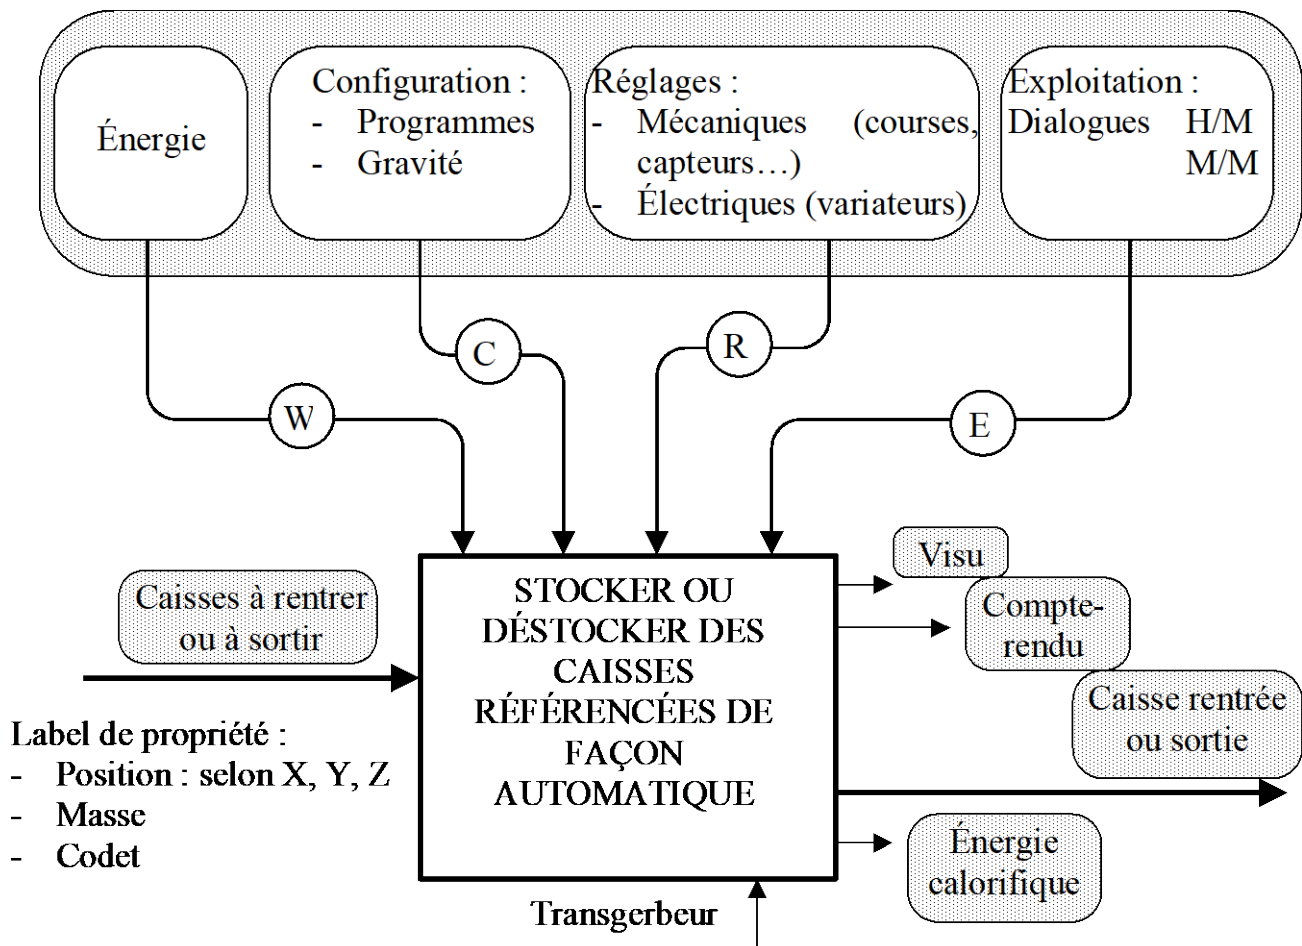 Énergie
Configuration :
- Programmes
- Gravité
Réglages :
- Mécaniques (courses,
capteurs…)
- Électriques (variateurs)
Exploitation :
Dialogues H/M
M/M
W
C
R
E
Caisses à rentrer
ou à sortir
Label de propriété :
- Position : selon X, Y, Z
- Masse
- Codet
STOCKER OU
DÉSTOCKER DES
CAISSES
RÉFÉRENCÉES DE
FAÇON
AUTOMATIQUE
Visu
Compte-
rendu
Caisse rentrée
ou sortie
Énergie
calorifique
Transgerbeur